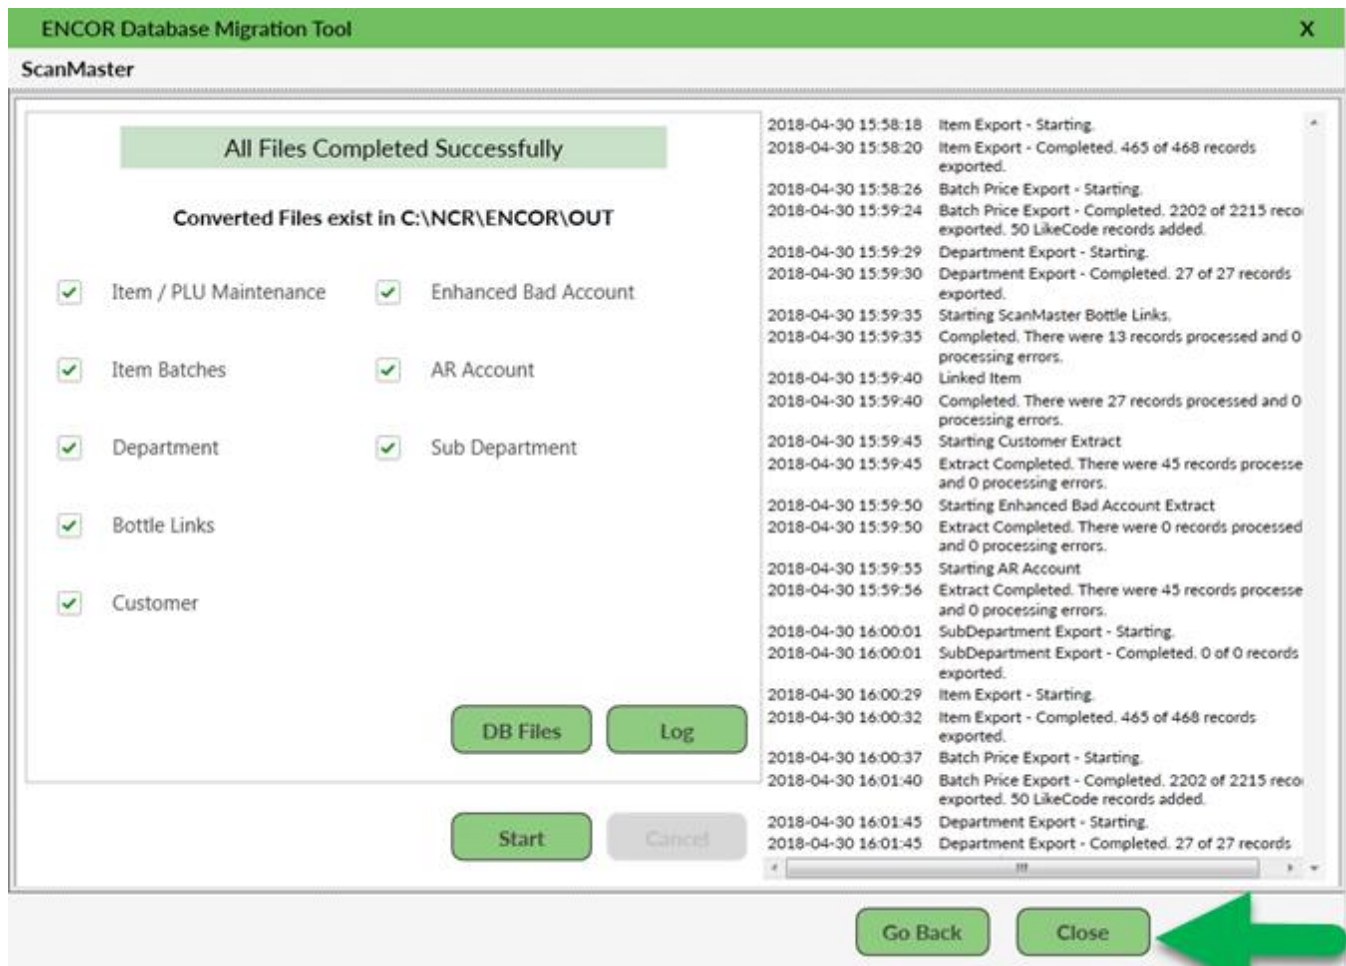 ENCOR Database Migration Tool X
ScanMaster
All Files Completed Successfully
Converted Files exist in C:\NCR\ENCOR\OUT
Item / PLU Maintenance Enhanced Bad Account
Item Batches AR Account
Department Sub Department
Bottle Links
Customer
DB Files Log
Start Cancel
2018-04-30 15:58:18 Item Export - Starting.
2018-04-30 15:58:20 Item Export - Completed. 465 of 468 records
exported.
2018-04-30 15:58:26 Batch Price Export - Starting.
2018-04-30 15:59:24 Batch Price Export - Completed. 2202 of 2215 reco
exported. 50 LikeCode records added.
2018-04-30 15:59:29 Department Export - Starting.
2018-04-30 15:59:30 Department Export - Completed. 27 of 27 records
exported.
2018-04-30 15:59:35 Starting ScanMaster Bottle Links.
2018-04-30 15:59:35 Completed. There were 13 records processed and 0
processing errors.
2018-04-30 15:59:40 Linked Item
2018-04-30 15:59:40 Completed. There were 27 records processed and 0
processing errors.
2018-04-30 15:59:45 Starting Customer Extract
2018-04-30 15:59:45 Extract Completed. There were 45 records processe
and 0 processing errors.
2018-04-30 15:59:50 Starting Enhanced Bad Account Extract
2018-04-30 15:59:50 Extract Completed. There were 0 records processed
and 0 processing errors.
2018-04-30 15:59:55 Starting AR Account
2018-04-30 15:59:56 Extract Completed. There were 45 records processe
and 0 processing errors.
2018-04-30 16:00:01 SubDepartment Export - Starting.
2018-04-30 16:00:01 SubDepartment Export - Completed. 0 of 0 records
exported.
2018-04-30 16:00:29 Item Export - Starting.
2018-04-30 16:00:32 Item Export - Completed. 465 of 468 records
exported.
2018-04-30 16:00:37 Batch Price Export - Starting.
2018-04-30 16:01:40 Batch Price Export - Completed. 2202 of 2215 reco
exported. 50 LikeCode records added.
2018-04-30 16:01:45 Department Export - Starting.
2018-04-30 16:01:45 Department Export - Completed. 27 of 27 records
Go Back Close